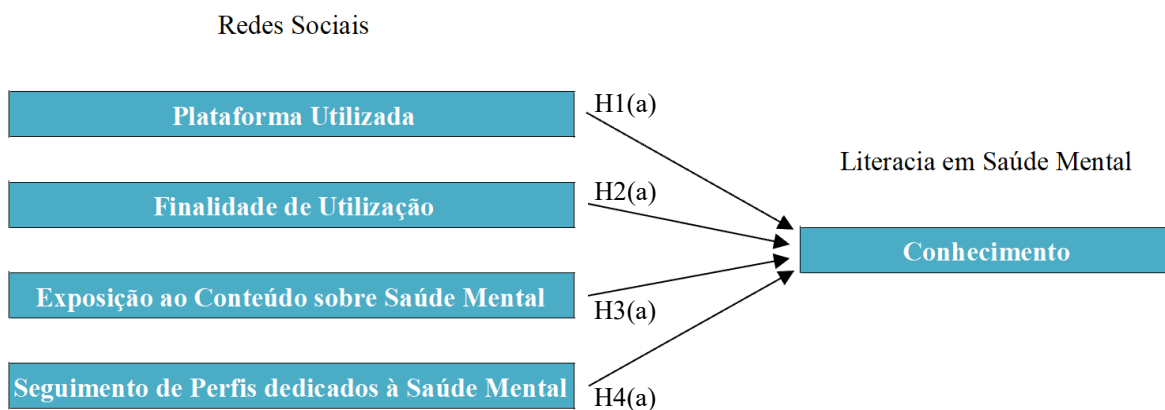 Redes Sociais
Plataforma Utilizada
H1(a)
Literacia em Saúde Mental
Finalidade de Utilização
H2(a)
Conhecimento
Exposição ao Conteúdo sobre Saúde Mental
H3(a)
Seguimento de Perfis dedicados à Saúde Mental
H4(a)